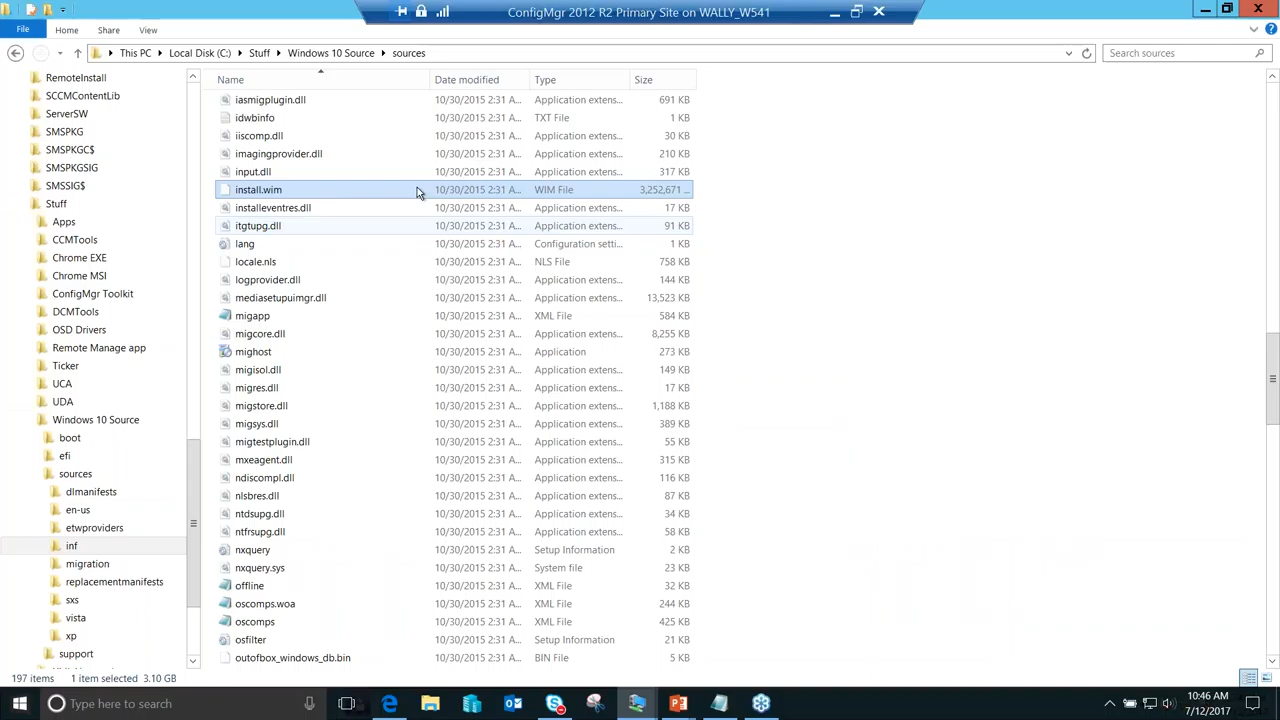 ConfigMgr 2012 R2 Primary Site on WALLY_W541
File Home Share View
This PC Local Disk (C:) Stuff Windows 10 Source sources
Search sources
RemoteInstall
SCCMContentLib
ServerSW
SMSPKG
SMSPKGC$
SMSPKGSIG
SMSSIG$
Stuff
Apps
CCMTools
Chrome EXE
Chrome MSI
ConfigMgr Toolkit
DCMTools
OSD Drivers
Remote Manage app
Ticker
UCA
UDA
Windows 10 Source
boot
efi
sources
dlmanifests
en-us
etwproviders
inf
migration
replacementmanifests
sxs
vista
xp
support
Name Date modified Type Size
iasmigplugin.dll 10/30/2015 2:31 A... Application extens... 691 KB
idwbinfo 10/30/2015 2:31 A... TXT File 1 KB
iiscomp.dll 10/30/2015 2:31 A... Application extens... 30 KB
imagingprovider.dll 10/30/2015 2:31 A... Application extens... 210 KB
input.dll 10/30/2015 2:31 A... Application extens... 317 KB
install.wim 10/30/2015 2:31 A... WIM File 3,252,671 ...
installeventres.dll 10/30/2015 2:31 A... Application extens... 17 KB
itgtupg.dll 10/30/2015 2:31 A... Application extens... 91 KB
lang 10/30/2015 2:31 A... Configuration setti... 1 KB
locale.nls 10/30/2015 2:31 A... NLS File 758 KB
logprovider.dll 10/30/2015 2:31 A... Application extens... 144 KB
mediasetupuimgr.dll 10/30/2015 2:31 A... Application extens... 13,523 KB
migapp 10/30/2015 2:31 A... XML File 584 KB
migcore.dll 10/30/2015 2:31 A... Application extens... 8,255 KB
mighost 10/30/2015 2:31 A... Application 273 KB
migisol.dll 10/30/2015 2:31 A... Application extens... 149 KB
migres.dll 10/30/2015 2:31 A... Application extens... 17 KB
migstore.dll 10/30/2015 2:31 A... Application extens... 1,188 KB
migsys.dll 10/30/2015 2:31 A... Application extens... 389 KB
migtestplugin.dll 10/30/2015 2:31 A... Application extens... 55 KB
mxeagent.dll 10/30/2015 2:31 A... Application extens... 315 KB
ndiscompl.dll 10/30/2015 2:31 A... Application extens... 116 KB
nlsbres.dll 10/30/2015 2:31 A... Application extens... 87 KB
ntdsupg.dll 10/30/2015 2:31 A... Application extens... 34 KB
ntfrsupg.dll 10/30/2015 2:31 A... Application extens... 58 KB
nxquery 10/30/2015 2:31 A... Setup Information 2 KB
nxquery.sys 10/30/2015 2:31 A... System file 23 KB
offline 10/30/2015 2:31 A... XML File 32 KB
oscomps.woa 10/30/2015 2:31 A... XML File 244 KB
oscomps 10/30/2015 2:31 A... XML File 425 KB
osfilter 10/30/2015 2:31 A... Setup Information 21 KB
outofbox_windows_db.bin 10/30/2015 2:31 A... BIN File 5 KB
197 items 1 item selected 3.10 GB
Type here to search
10:46 AM
7/12/2017